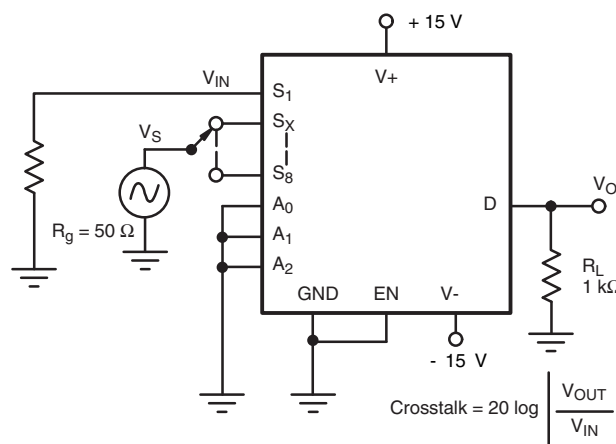 + 15 V
V+
VIN
S1
VS
SX
S8
Rg = 50 Ω
A0
A1
A2
D
VO
RL
1 kΩ
GND EN V-
- 15 V
Crosstalk = 20 log
VOUT
VIN